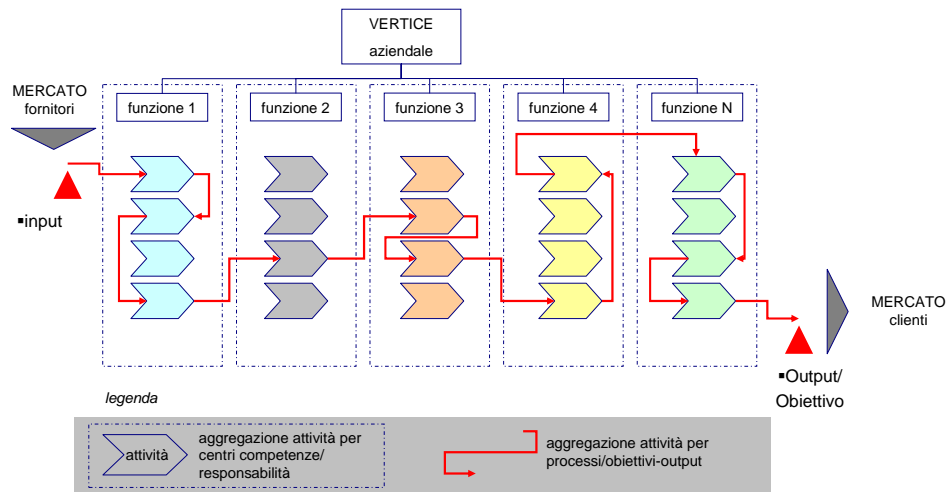 VERTICE
aziendale
MERCATO
fornitori
funzione 1
funzione 2
funzione 3
funzione 4
funzione N
▪input
MERCATO
clienti
▪Output/
Obiettivo
legenda
attività
aggregazione attività per
centri competenze/
responsabilità
aggregazione attività per
processi/obiettivi-output